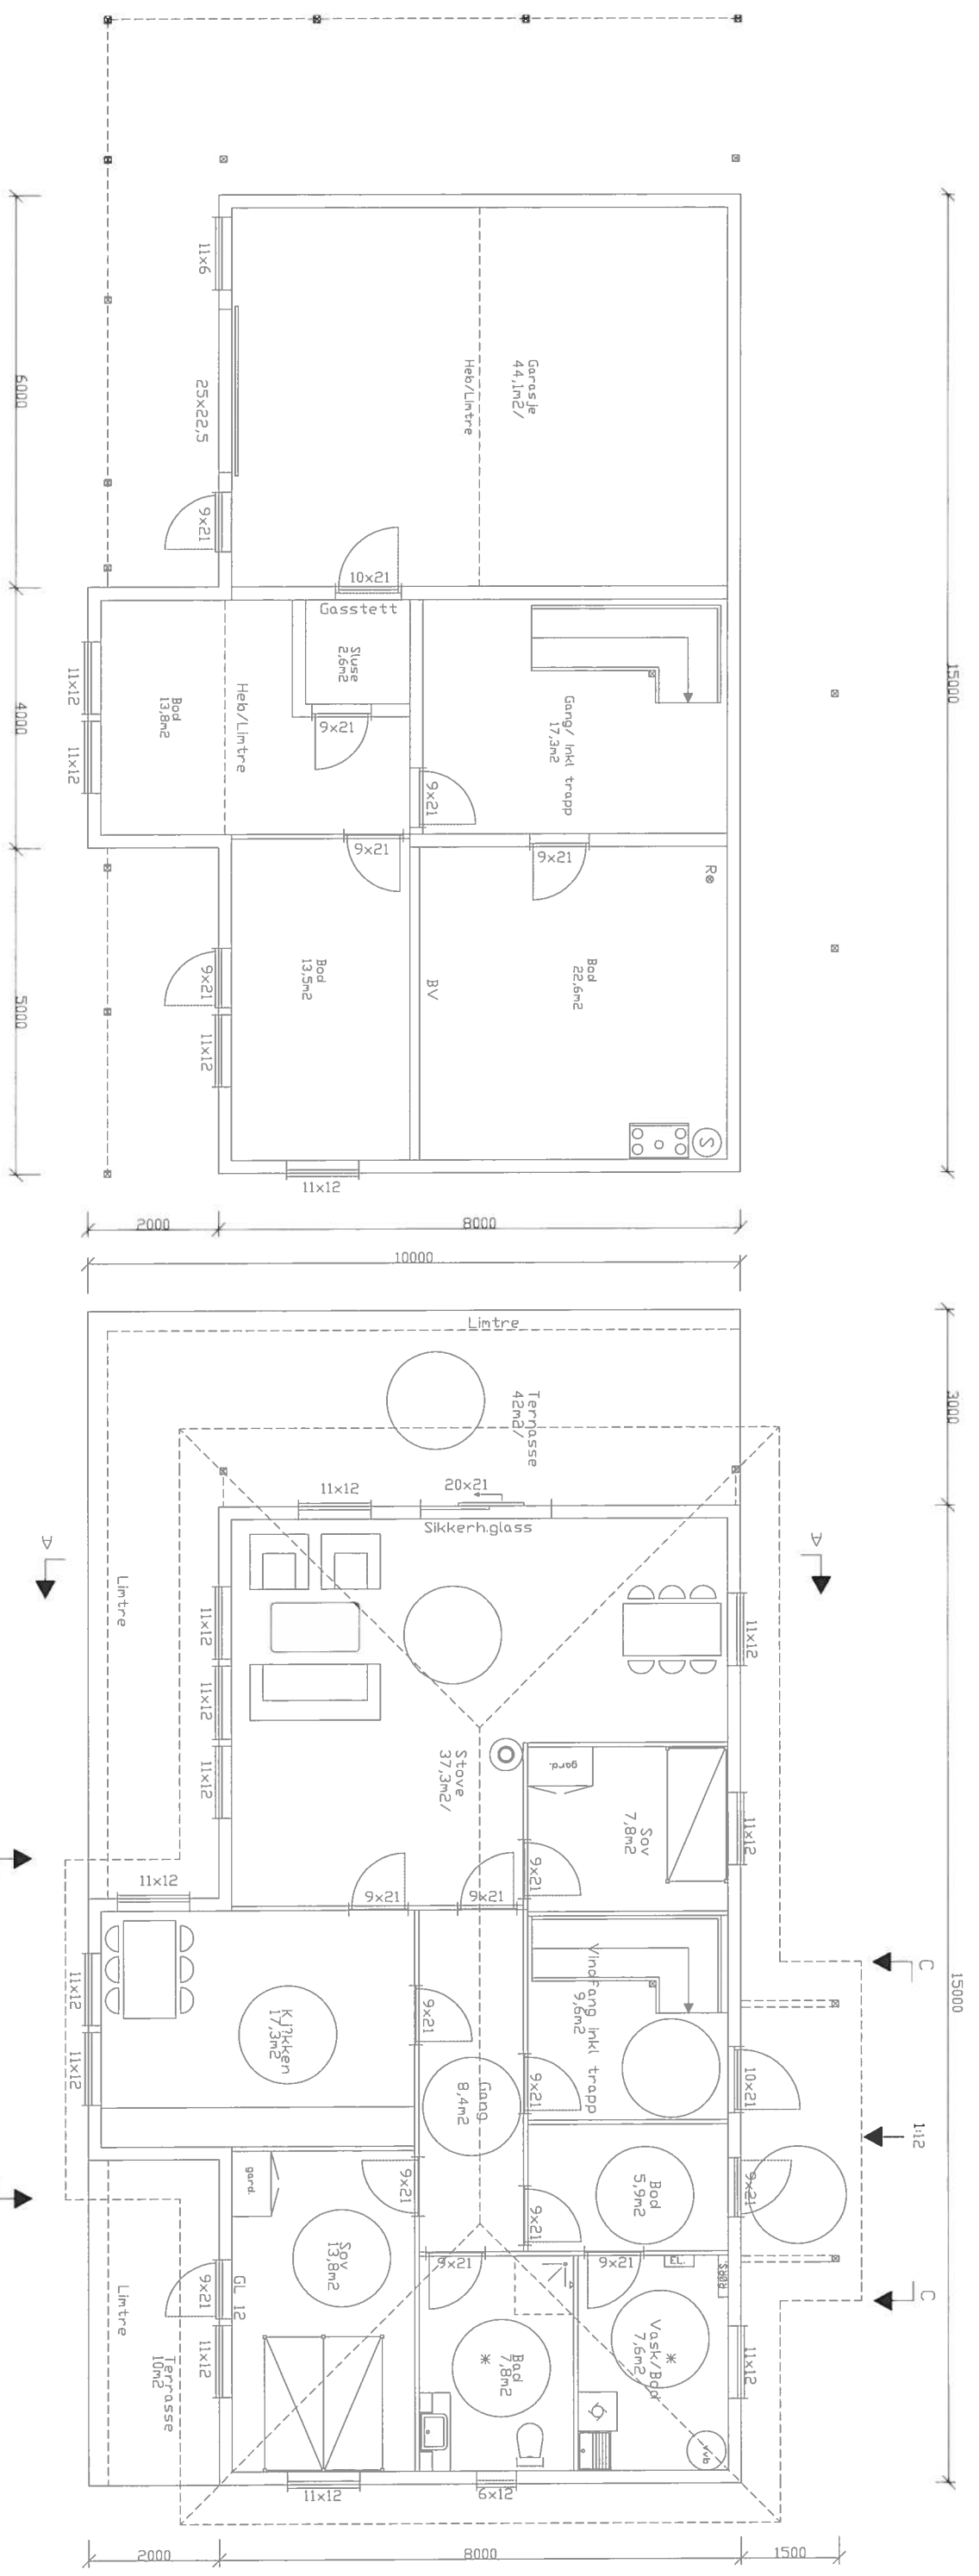 15000
Garasje
44,1m2/
Heb/Limtre
11x6
25x22,5
9x21
6000
10x21
Gasstett
Sluse
2,6m2
9x21
Gang/ Inkl trapp
17,3m2
Heb/Limtre
Bod
13,8m2
11x12
11x12
4000
9x21
9x21
9x21
R
Bod
22,6m2
BV
Bod
13,5m2
9x21
11x12
5000
S
11x12
2000
8000
10000
3000
Limtre
Terrasse
42m2/
11x12
20x21
Sikkerh.glass
A
A
Limtre
11x12
11x12
11x12
11x12
Stove
37,3m2/
gard.
Sov
7,8m2
11x12
9x21
9x21
9x21
11x12
C
15000
Vindfang inkl trapp
9,6m2
10x21
9x21
9x21
Kj?kken
17,3m2
11x12
11x12
Gang
8,4m2
1:12
Bod
5,9m2
9x21
9x21
9x21
gard.
Sov
13,8m2
9x21
9x21
EL.
C
Vask/Bod
7,6m2
11x12
Bad
7,8m2
VVB
9x21
GL 12
11x12
Limtre
Terrasse
10m2
11x12
6x12
2000
8000
1500